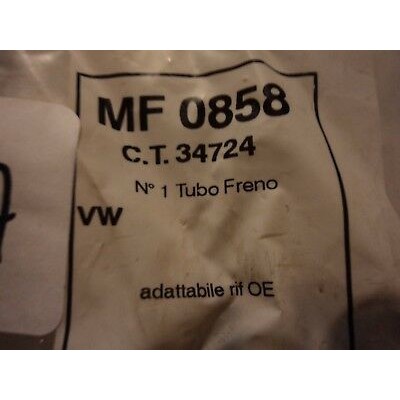 MF 0858
C.T. 34724
N° 1 Tubo Freno
VW
adattabile rif OE